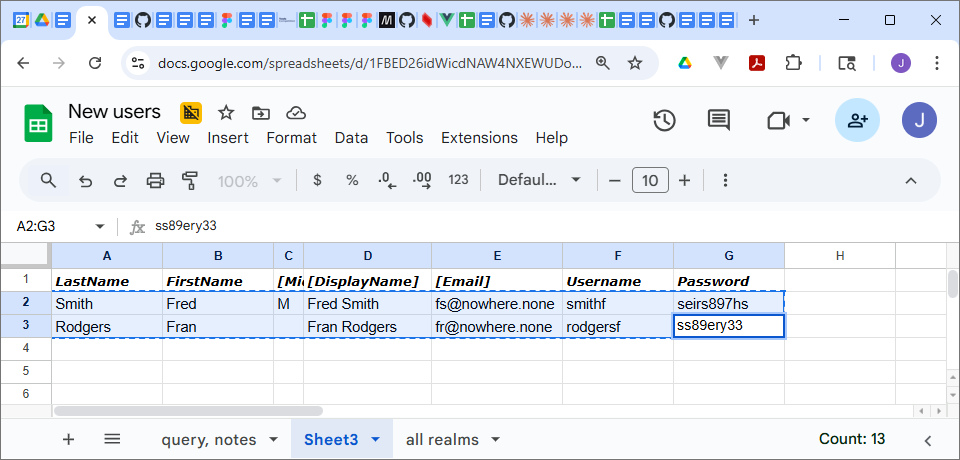 27
docs.google.com/spreadsheets/d/1FBED26idWicdNAW4NXEWUDo...
J
New users
File Edit View Insert Format Data Tools Extensions Help
J
100% $ % .0 .00 123 Defaul... 10
A2:G3 fx ss89ery33
A B C D E F G H
1 LastName FirstName [Mi [DisplayName] [Email] Username Password
2 Smith Fred M Fred Smith fs@nowhere.none smithf seirs897hs
3 Rodgers Fran Fran Rodgers fr@nowhere.none rodgersf ss89ery33
4
5
6
query, notes Sheet3 all realms Count: 13